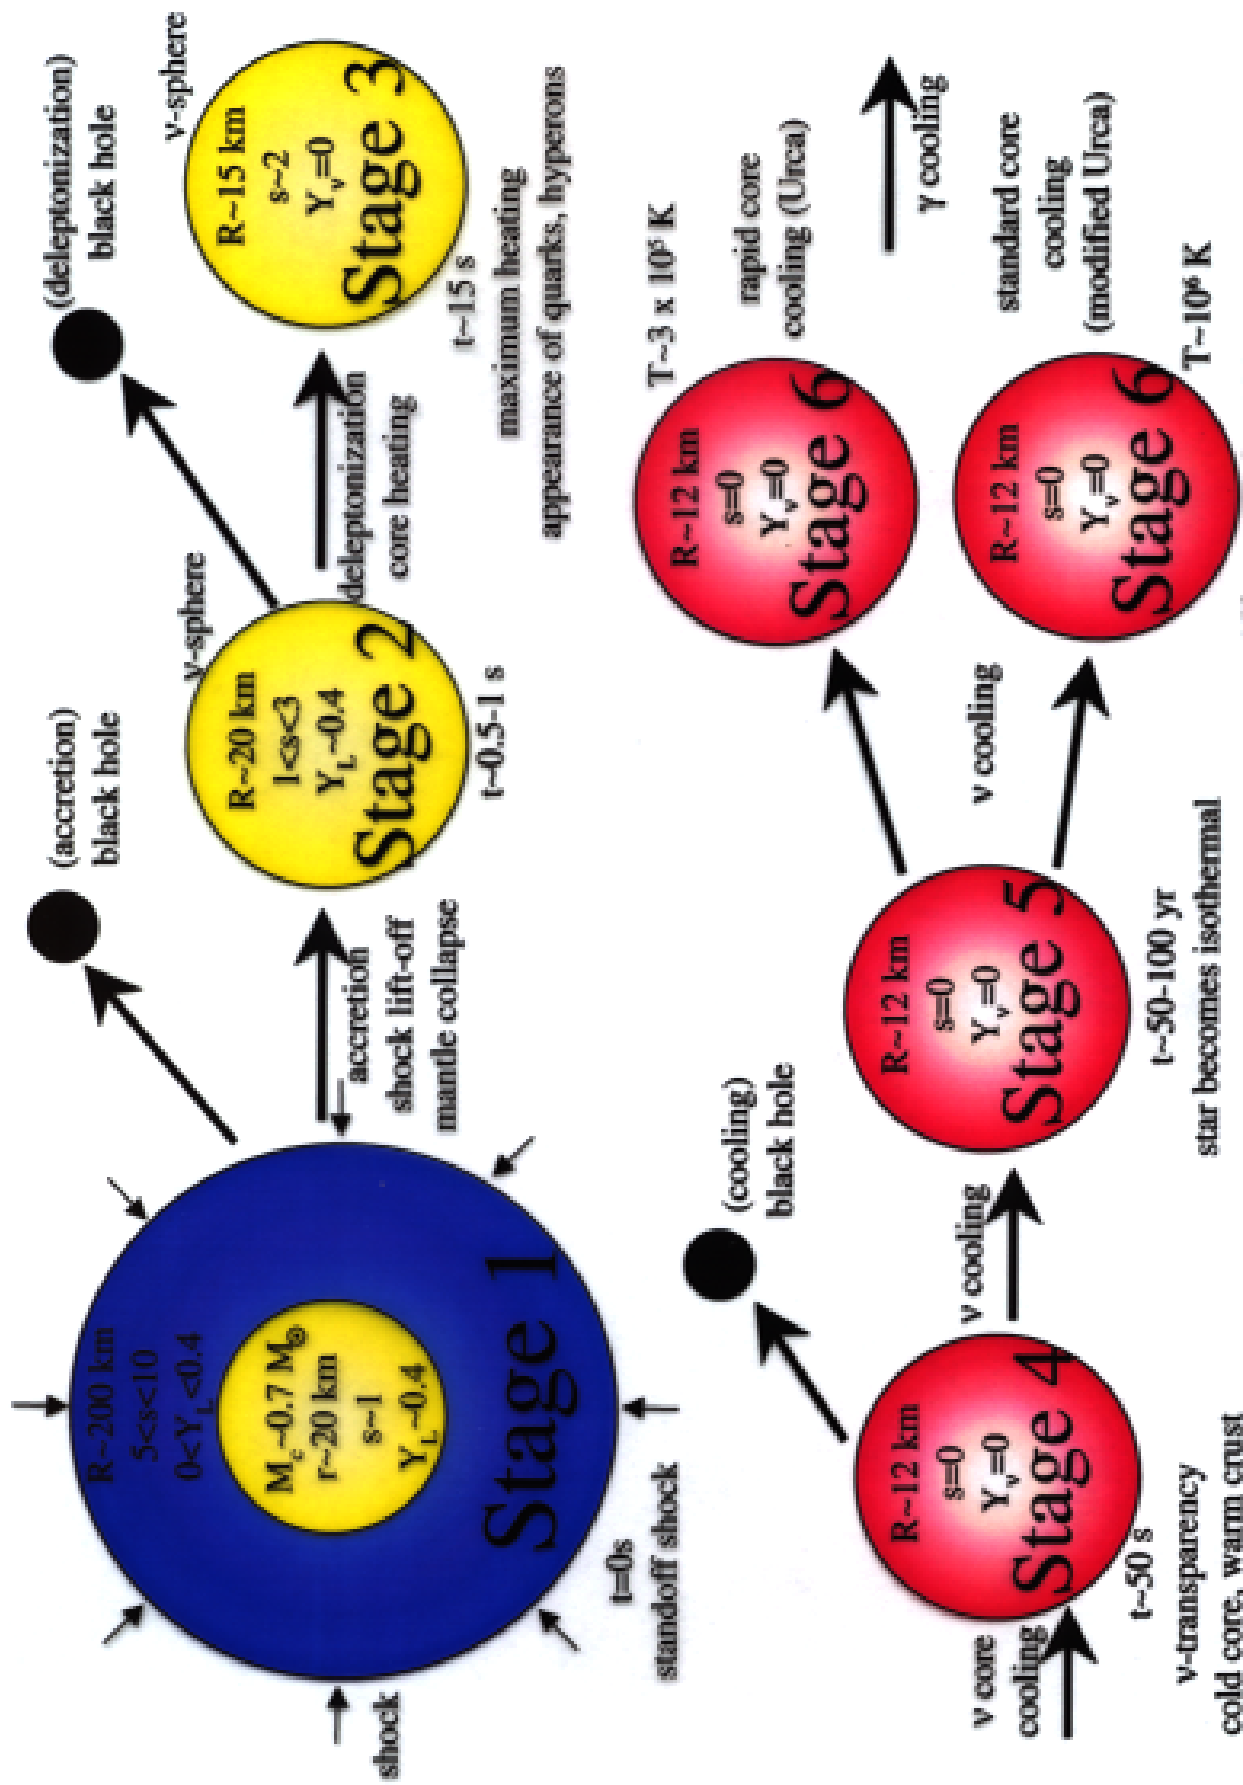 shock
R~200 km
5<s<10
0<Y_L<0.4
M_c~0.7 M_⊙
r~20 km
s~1
Y_L~0.4
Stage 1
t=0s
standoff shock
(accretion)
black hole
accretion
shock lift-off
mantle collapse
ν-sphere
R~20 km
1<s<3
Y_L~0.4
Stage 2
t~0.5-1 s
(deleptonization)
black hole
deleptonization
core heating
ν-sphere
R~15 km
s~2
Y_ν=0
Stage 3
t~15 s
maximum heating
appearance of quarks, hyperons
ν core
cooling
R~12 km
s=0
Y_ν=0
Stage 4
t~50 s
ν-transparency
cold core, warm crust
(cooling)
black hole
ν cooling
R~12 km
s=0
Y_ν=0
Stage 5
t~50-100 yr
star becomes isothermal
ν cooling
T~3 x 10⁵ K
R~12 km
s=0
Y_ν=0
Stage 6
rapid core
cooling (Urca)
γ cooling
R~12 km
s=0
Y_ν=0
Stage 6
standard core
cooling
(modified Urca)
T~10⁶ K